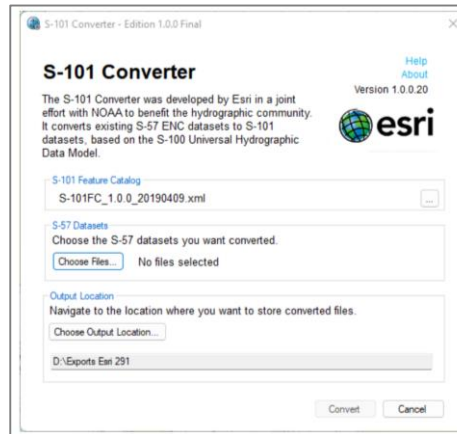 S-101 Converter - Edition 1.0.0 Final
S-101 Converter
Help
About
Version 1.0.0.20
The S-101 Converter was developed by Esri in a joint
effort with NOAA to benefit the hydrographic community.
It converts existing S-57 ENC datasets to S-101
datasets, based on the S-100 Universal Hydrographic
Data Model.
esri
S-101 Feature Catalog
S-101FC_1.0.0_20190409.xml
...
S-57 Datasets
Choose the S-57 datasets you want converted.
Choose Files... No files selected
Output Location
Navigate to the location where you want to store converted files.
Choose Output Location...
D:\Exports Esri 291
Convert Cancel